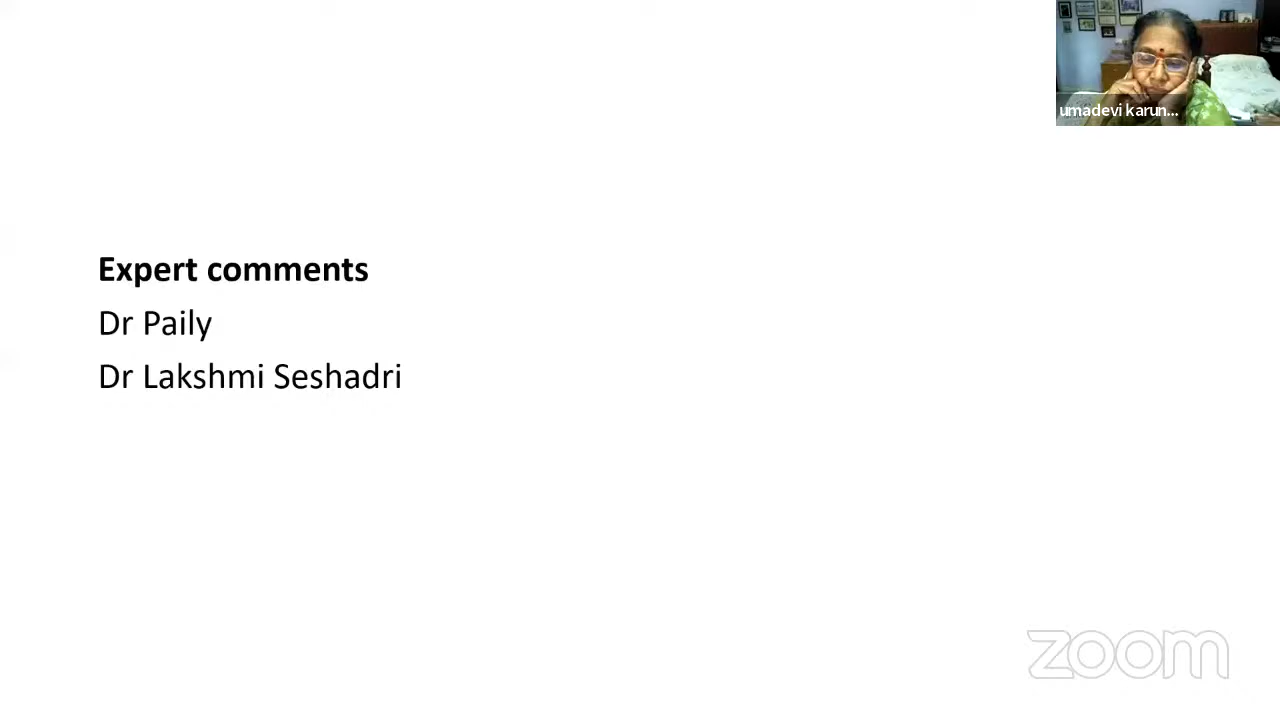 umadevi karun...
Expert comments
Dr Paily
Dr Lakshmi Seshadri
zoom